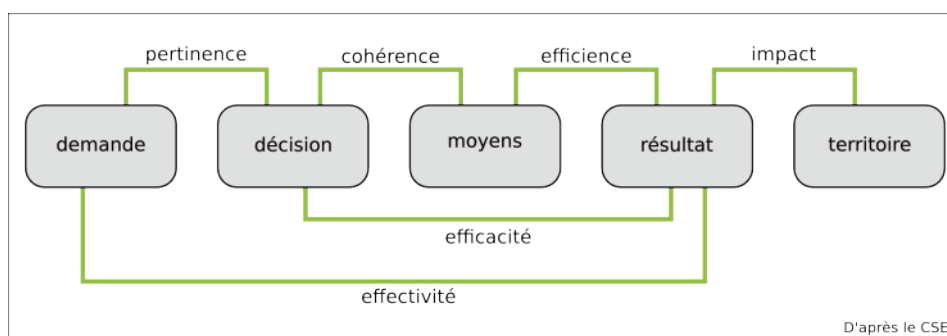 pertinence
cohérence
efficience
impact
demande
décision
moyens
résultat
territoire
efficacité
effectivité
D'après le CSE